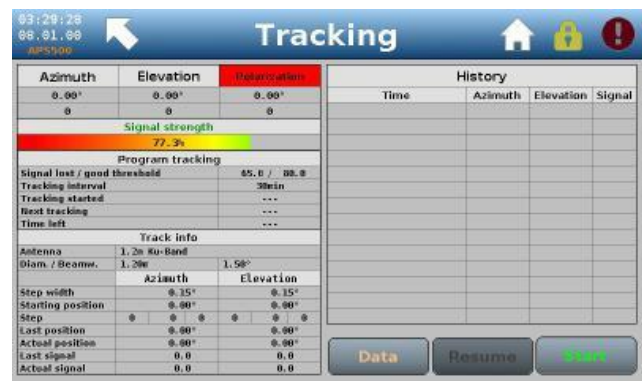 03:29:28
08.01.00
APS500
Tracking
Azimuth Elevation Polarization
0.00° 0.00° 0.00°
0 0 0
Signal strength
77.3%
Program tracking
Signal lost / good threshold 65.0 / 80.0
Tracking interval 30min
Tracking started ---
Next tracking ---
Time left ---
Track info
Antenna 1.2m Ku-Band
Diam. / Beamw. 1.20m 1.50°
Azimuth Elevation
Step width 0.15° 0.15°
Starting position 0.00° 0.00°
Step 0 0 0 0 0 0
Last position 0.00° 0.00°
Actual position 0.00° 0.00°
Last signal 0.0 0.0
Actual signal 0.0 0.0
History
Time Azimuth Elevation Signal
Data Resume Start